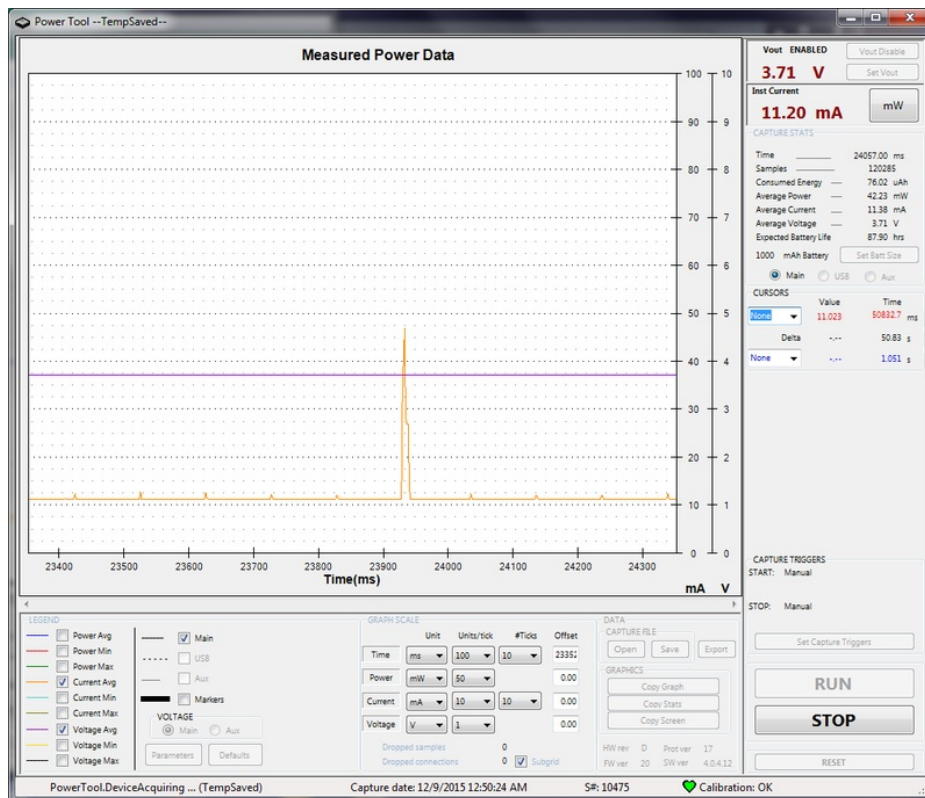 Power Tool --TempSaved--
Measured Power Data
100 10
90 9
80 8
70 7
60 6
50 5
40 4
30 3
20 2
10 1
0 0
23400 23500 23600 23700 23800 23900 24000 24100 24200 24300
Time(ms)
mA V
Vout ENABLED Vout Disable
3.71 V Set Vout
Inst Current
11.20 mA mW
CAPTURE STATS
Time 24057.00 ms
Samples 120285
Consumed Energy 76.02 uAh
Average Power 42.23 mW
Average Current 11.38 mA
Average Voltage 3.71 V
Expected Battery Life 87.90 hrs
1000 mAh Battery Set Batt Size
Main USB Aux
CURSORS
Value Time
None 11.023 50832.7 ms
Delta -.-- 50.83 s
None -.-- 1.051 s
CAPTURE TRIGGERS
START: Manual
STOP: Manual
Set Capture Triggers
RUN
STOP
RESET
LEGEND
Power Avg
Power Min
Power Max
Current Avg
Current Min
Current Max
Voltage Avg
Voltage Min
Voltage Max
Main
USB
Aux
Markers
VOLTAGE
Main Aux
Parameters Defaults
GRAPH SCALE
Unit Units/tick #Ticks Offset
Time ms 100 10 2335
Power mW 50 0.00
Current mA 10 10 0.00
Voltage V 1 0.00
Dropped samples 0
Dropped connections 0 Subgrid
DATA
CAPTURE FILE
Open Save Export
GRAPHICS
Copy Graph
Copy Stats
Copy Screen
HW rev D Prot ver 17
FW ver 20 SW ver 4.0.4.12
PowerTool.DeviceAcquiring ... (TempSaved) Capture date: 12/9/2015 12:50:24 AM S#: 10475 Calibration: OK